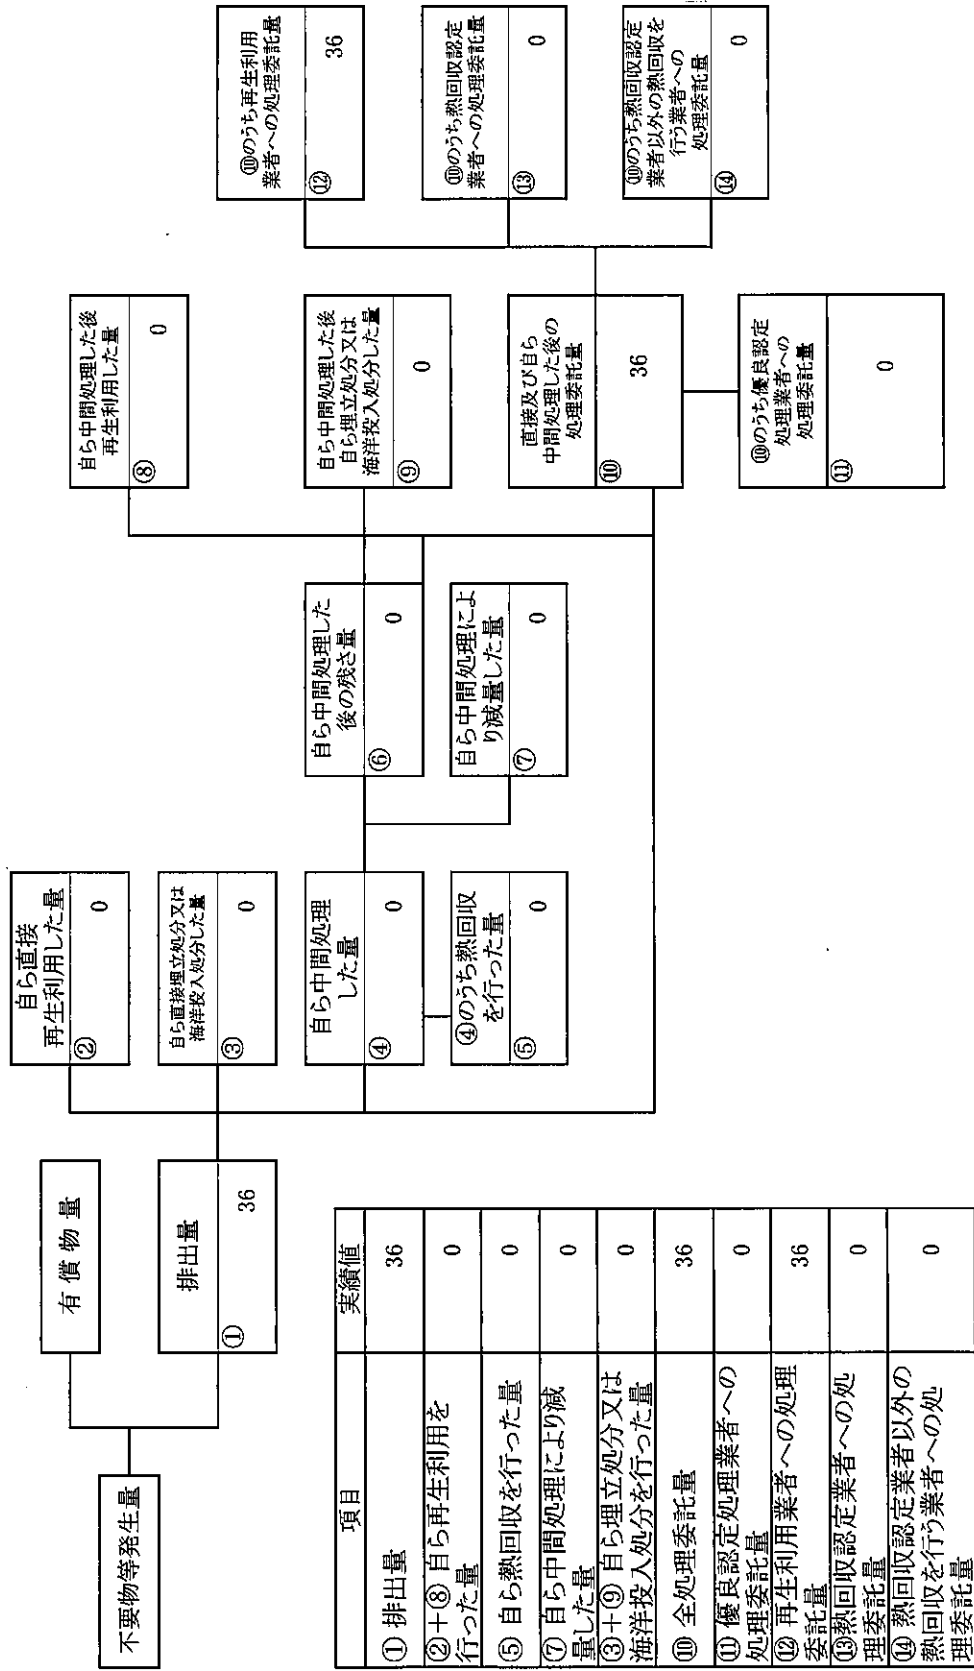 不要物等発生量
有償物量
排出量
① 36
自ら直接
再生利用した量
② 0
自ら直接埋立処分又は
海洋投入処分した量
③ 0
自ら中間処理
した量
④ 0
④のうち熱回収
を行った量
⑤ 0
自ら中間処理した
後の残さ量
⑥ 0
自ら中間処理によ
り減量した量
⑦ 0
自ら中間処理した後
再生利用した量
⑧ 0
自ら中間処理した後
自ら埋立処分又は
海洋投入処分した量
⑨ 0
直接及び自ら
中間処理した後の
処理委託量
⑩ 36
⑩のうち優良認定
処理業者への
処理委託量
⑪ 0
⑩のうち再生利用
業者への処理委託量
⑫ 36
⑩のうち熱回収認定
業者への処理委託量
⑬ 0
⑩のうち熱回収認定
業者以外の熱回収を
行う業者への
処理委託量
⑭ 0
項目 実績値
① 排出量 36
②+⑧ 自ら再生利用を
行った量 0
⑤ 自ら熱回収を行った量 0
⑦ 自ら中間処理により減
量した量 0
③+⑨ 自ら埋立処分又は
海洋投入処分を行った量 0
⑩ 全処理委託量 36
⑪ 優良認定処理業者への
処理委託量 0
⑫ 再生利用業者への処理
委託量 36
⑬熱回収認定業者への処
理委託量 0
⑭ 熱回収認定業者以外の
熱回収を行う業者への処
理委託量 0